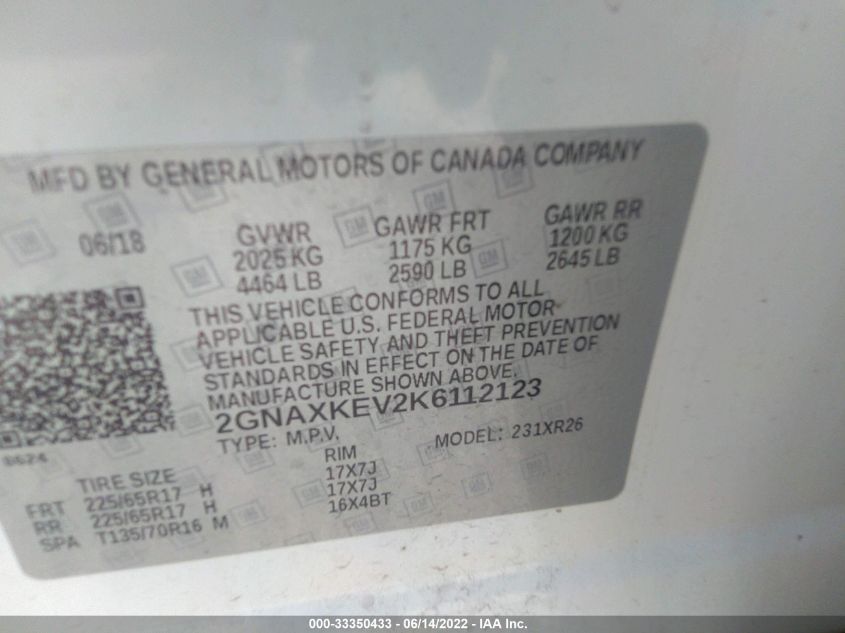 MFD BY GENERAL MOTORS OF CANADA COMPANY
06/18 GVWR GAWR FRT GAWR RR
2025 KG 1175 KG 1200 KG
4464 LB 2590 LB 2645 LB
THIS VEHICLE CONFORMS TO ALL
APPLICABLE U.S. FEDERAL MOTOR
VEHICLE SAFETY AND THEFT PREVENTION
STANDARDS IN EFFECT ON THE DATE OF
MANUFACTURE SHOWN ABOVE.
2GNAXKEV2K6112123
TYPE: M.P.V. MODEL: 231XR26
TIRE SIZE RIM
FRT 225/65R17 H 17X7J
RR 225/65R17 H 17X7J
SPA T135/70R16 M 16X4BT
000-33350433 - 06/14/2022 - IAA Inc.